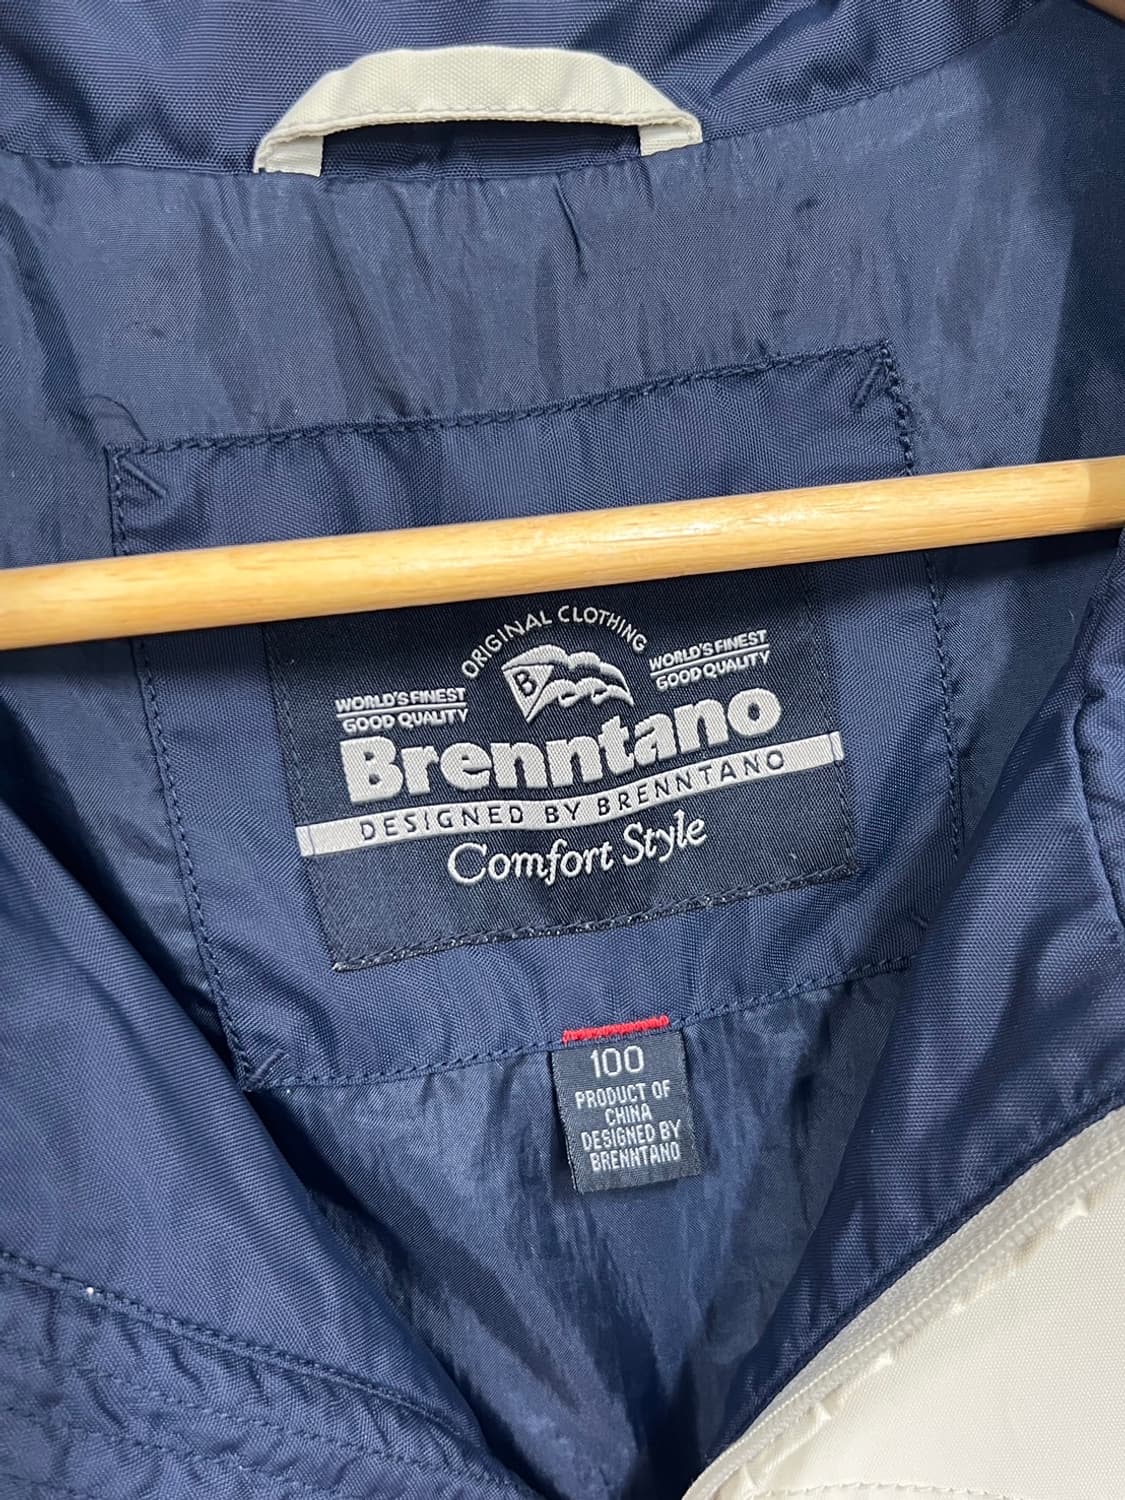 ORIGINAL CLOTHING
B
WORLD'S FINEST
GOOD QUALITY
WORLD'S FINEST
GOOD QUALITY
Brenntano
DESIGNED BY BRENNTANO
Comfort Style
100
PRODUCT OF
CHINA
DESIGNED BY
BRENNTANO